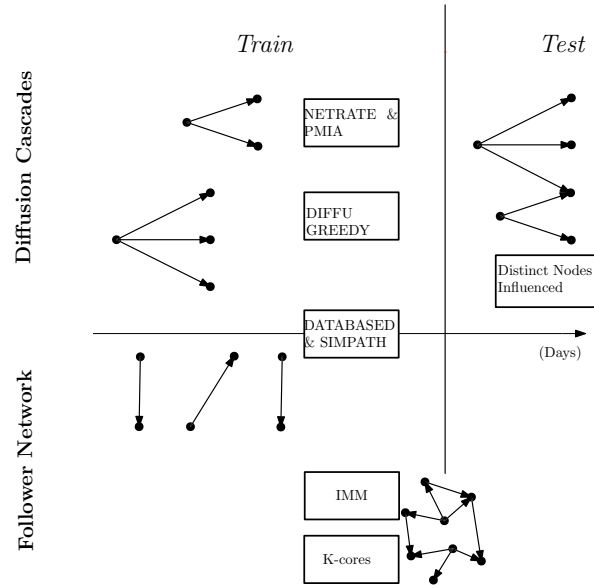 Train
Test
Diffusion Cascades
NETRATE &
PMIA
DIFFU
GREEDY
Distinct Nodes
Influenced
DATABASED
& SIMPATH
(Days)
Follower Network
IMM
K-cores